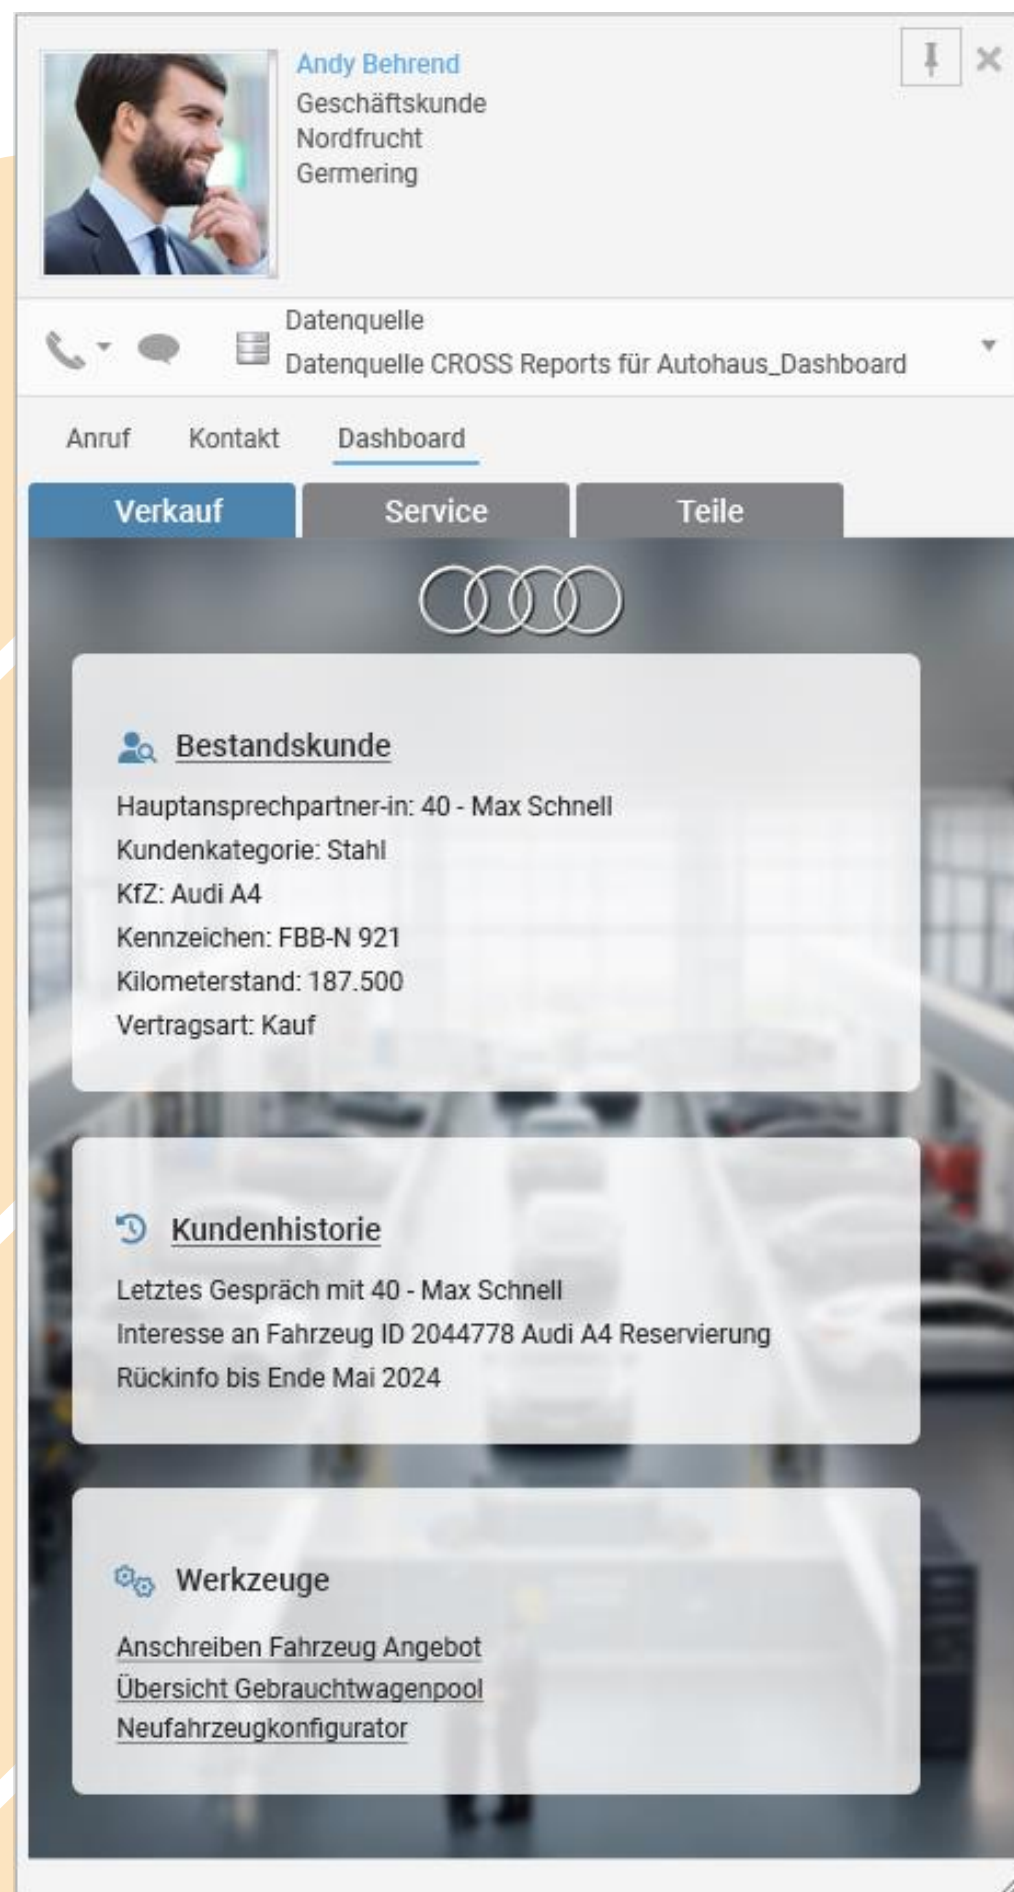 Andy Behrend
Geschäftskunde
Nordfrucht
Germering
Datenquelle
Datenquelle CROSS Reports für Autohaus_Dashboard
Anruf Kontakt Dashboard
Verkauf Service Teile
Bestandskunde
Hauptansprechpartner-in: 40 - Max Schnell
Kundenkategorie: Stahl
KfZ: Audi A4
Kennzeichen: FBB-N 921
Kilometerstand: 187.500
Vertragsart: Kauf
Kundenhistorie
Letztes Gespräch mit 40 - Max Schnell
Interesse an Fahrzeug ID 2044778 Audi A4 Reservierung
Rückinfo bis Ende Mai 2024
Werkzeuge
Anschreiben Fahrzeug Angebot
Übersicht Gebrauchtwagenpool
Neufahrzeugkonfigurator